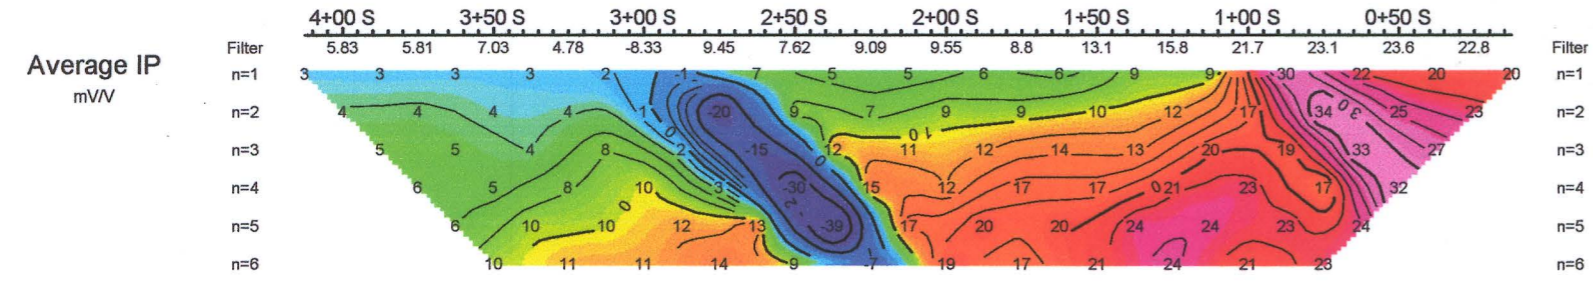 4+00 S 3+50 S 3+00 S 2+50 S 2+00 S 1+50 S 1+00 S 0+50 S
Filter 5.83 5.81 7.03 4.78 -8.33 9.45 7.62 9.09 9.55 8.8 13.1 15.8 21.7 23.1 23.6 22.8 Filter
Average IP
mV/V
n=1 3 3 3 3 2 -1 7 5 5 6 6 9 9 30 22 20 20 n=1
n=2 4 4 4 4 1 -20 9 7 9 9 10 12 17 34 30 25 23 n=2
0
10
n=3 5 5 4 8 2 -15 12 11 12 14 13 20 19 33 27 n=3
0
n=4 6 5 8 10 3 -30 15 12 17 17 0 21 23 17 32 n=4
0 -2
n=5 6 10 10 12 13 -39 17 20 20 24 24 23 24 n=5
n=6 10 11 11 14 9 -7 19 17 21 24 21 23 n=6